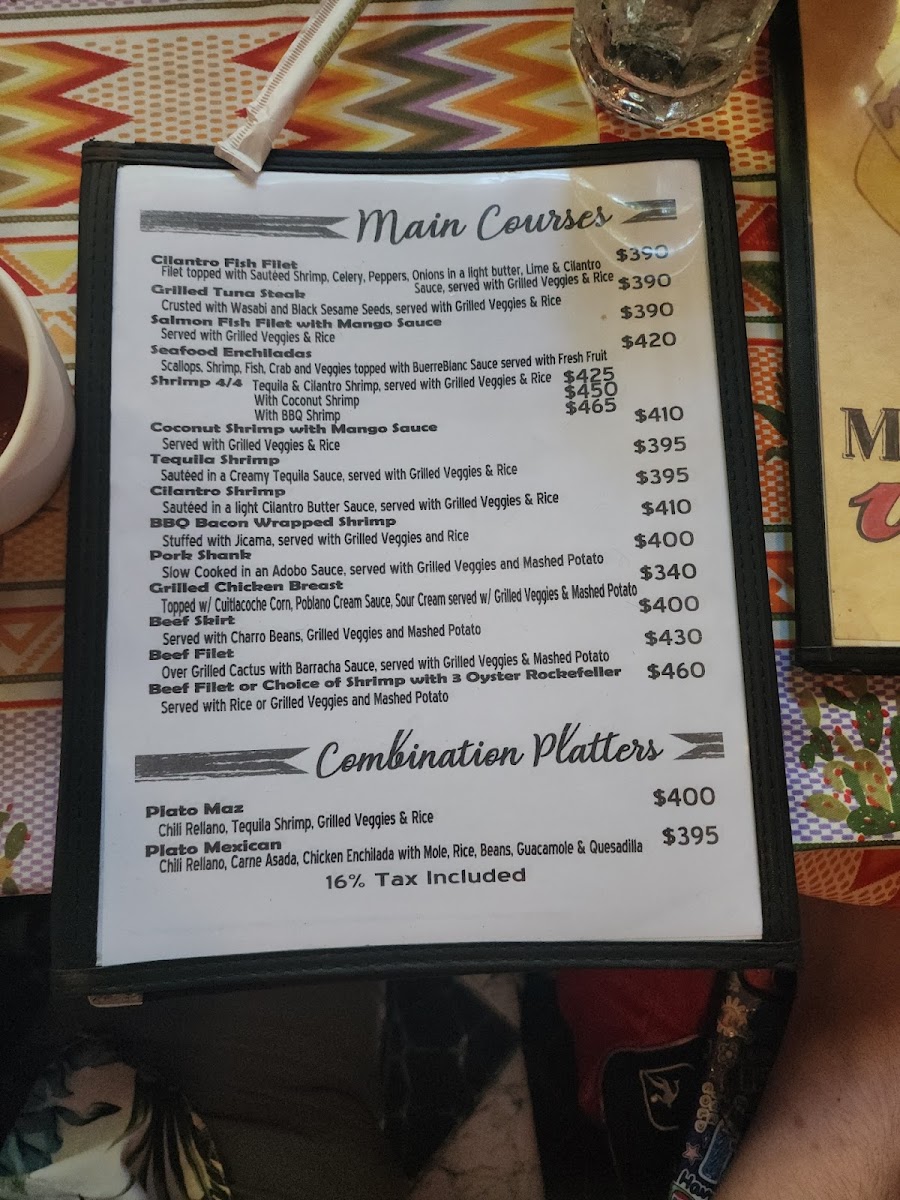 Main Courses
Cilantro Fish Filet $390
Filet topped with Sautéed Shrimp, Celery, Peppers, Onions in a light butter, Lime & Cilantro
Sauce, served with Grilled Veggies & Rice
Grilled Tuna Steak $390
Crusted with Wasabi and Black Sesame Seeds, served with Grilled Veggies & Rice
Salmon Fish Filet with Mango Sauce $390
Served with Grilled Veggies & Rice
Seafood Enchiladas $420
Scallops, Shrimp, Fish, Crab and Veggies topped with BuerreBlanc Sauce served with Fresh Fruit
Shrimp 4/4 Tequila & Cilantro Shrimp, served with Grilled Veggies & Rice $425
With Coconut Shrimp $450
With BBQ Shrimp $465
Coconut Shrimp with Mango Sauce $410
Served with Grilled Veggies & Rice
Tequila Shrimp $395
Sautéed in a Creamy Tequila Sauce, served with Grilled Veggies & Rice
Cilantro Shrimp $395
Sautéed in a light Cilantro Butter Sauce, served with Grilled Veggies & Rice
BBQ Bacon Wrapped Shrimp $410
Stuffed with Jicama, served with Grilled Veggies and Rice
Pork Shank $400
Slow Cooked in an Adobo Sauce, served with Grilled Veggies and Mashed Potato
Grilled Chicken Breast $340
Topped w/ Cuitlacoche Corn, Poblano Cream Sauce, Sour Cream served w/ Grilled Veggies & Mashed Potato
Beef Skirt $400
Served with Charro Beans, Grilled Veggies and Mashed Potato
Beef Filet $430
Over Grilled Cactus with Barracha Sauce, served with Grilled Veggies & Mashed Potato
Beef Filet or Choice of Shrimp with 3 Oyster Rockefeller $460
Served with Rice or Grilled Veggies and Mashed Potato
Combination Platters
Plato Maz $400
Chili Rellano, Tequila Shrimp, Grilled Veggies & Rice
Plato Mexican $395
Chili Rellano, Carne Asada, Chicken Enchilada with Mole, Rice, Beans, Guacamole & Quesadilla
16% Tax Included